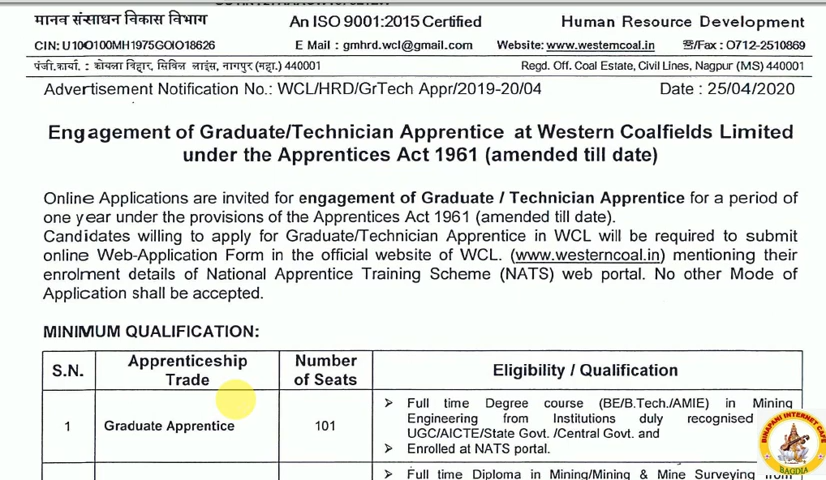 मानव संसाधन विकास विभाग An ISO 9001:2015 Certified Human Resource Development
CIN: U10100MH1975GOIO18626 E Mail : gmhrd.wcl@gmail.com Website: www.westerncoal.in ☏/Fax : 0712-2510869
पंजी.कार्या. : कोयला विहार, सिविल लाइंस, नागपुर (महा.) 440001 Regd. Off. Coal Estate, Civil Lines, Nagpur (MS) 440001
Advertisement Notification No.: WCL/HRD/GrTech Appr/2019-20/04 Date : 25/04/2020
Engagement of Graduate/Technician Apprentice at Western Coalfields Limited
under the Apprentices Act 1961 (amended till date)
Online Applications are invited for engagement of Graduate / Technician Apprentice for a period of
one year under the provisions of the Apprentices Act 1961 (amended till date).
Candidates willing to apply for Graduate/Technician Apprentice in WCL will be required to submit
online Web-Application Form in the official website of WCL. (www.westerncoal.in) mentioning their
enrolment details of National Apprentice Training Scheme (NATS) web portal. No other Mode of
Application shall be accepted.
MINIMUM QUALIFICATION:
S.N. Apprenticeship Trade Number of Seats Eligibility / Qualification
1 Graduate Apprentice 101
➢ Full time Degree course (BE/B.Tech./AMIE) in Mining
Engineering from Institutions duly recognised
UGC/AICTE/State Govt. /Central Govt. and
➢ Enrolled at NATS portal.
➢ Full time Diploma in Mining/Mining & Mine Surveying from
BINAPANI INTERNET CAFE
BAGDIA